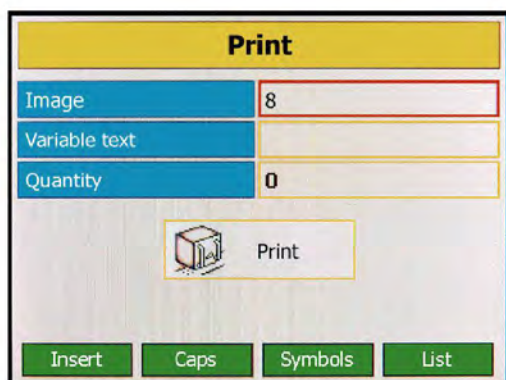 Print
Image 8
Variable text
Quantity 0
Print
Insert Caps Symbols List